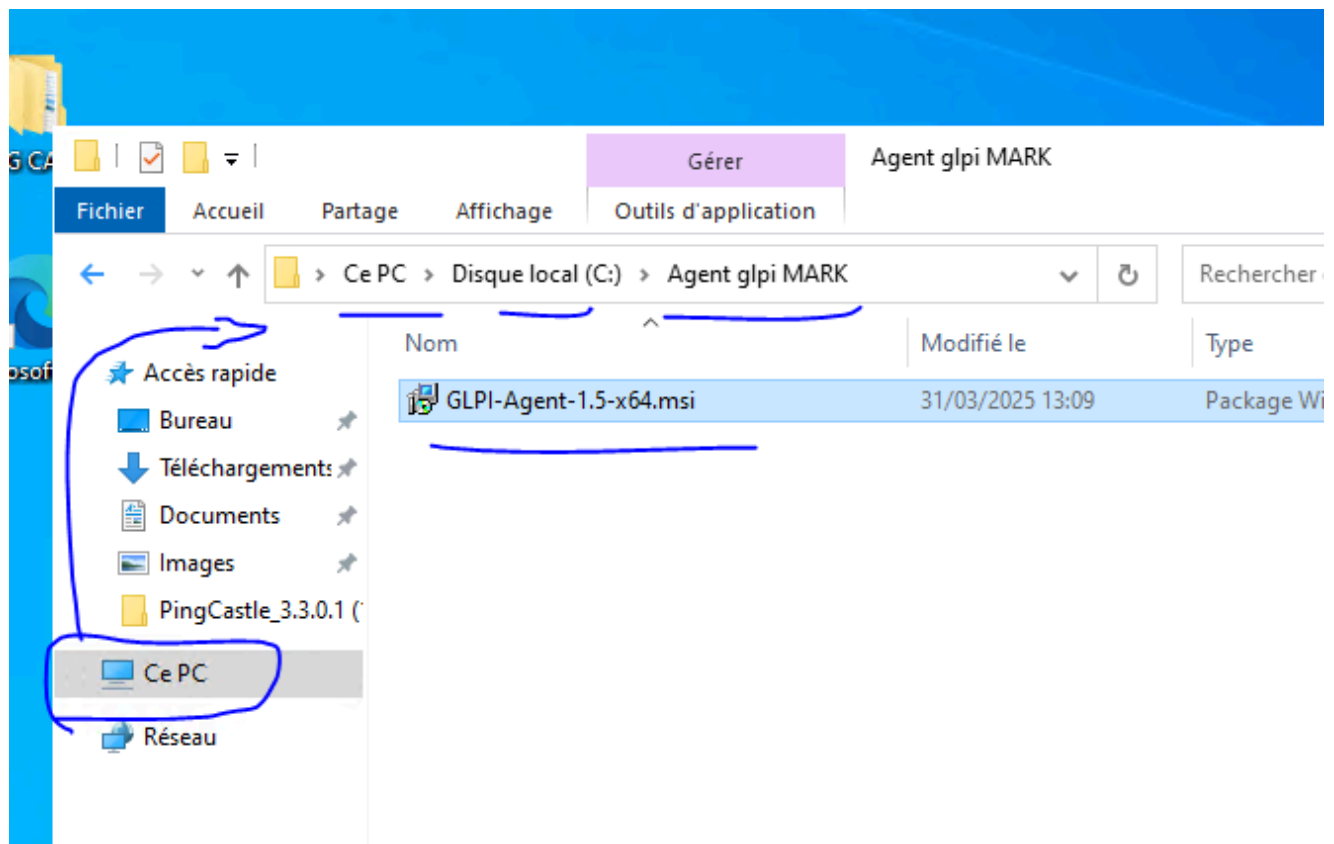 G CA
Gérer
Agent glpi MARK
Fichier Accueil Partage Affichage Outils d'application
Ce PC > Disque local (C:) > Agent glpi MARK
Rechercher
Nom Modifié le Type
osoft
Accès rapide
GLPI-Agent-1.5-x64.msi 31/03/2025 13:09 Package Wi
Bureau
Téléchargements
Documents
Images
PingCastle_3.3.0.1 (
Ce PC
Réseau